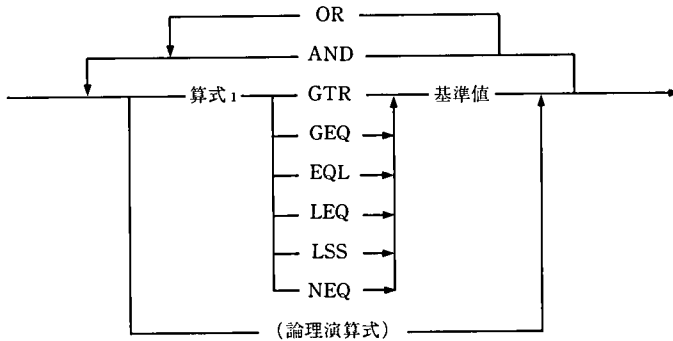 OR
AND
算式1 GTR 基準値
GEQ
EQL
LEQ
LSS
NEQ
(論理演算式)